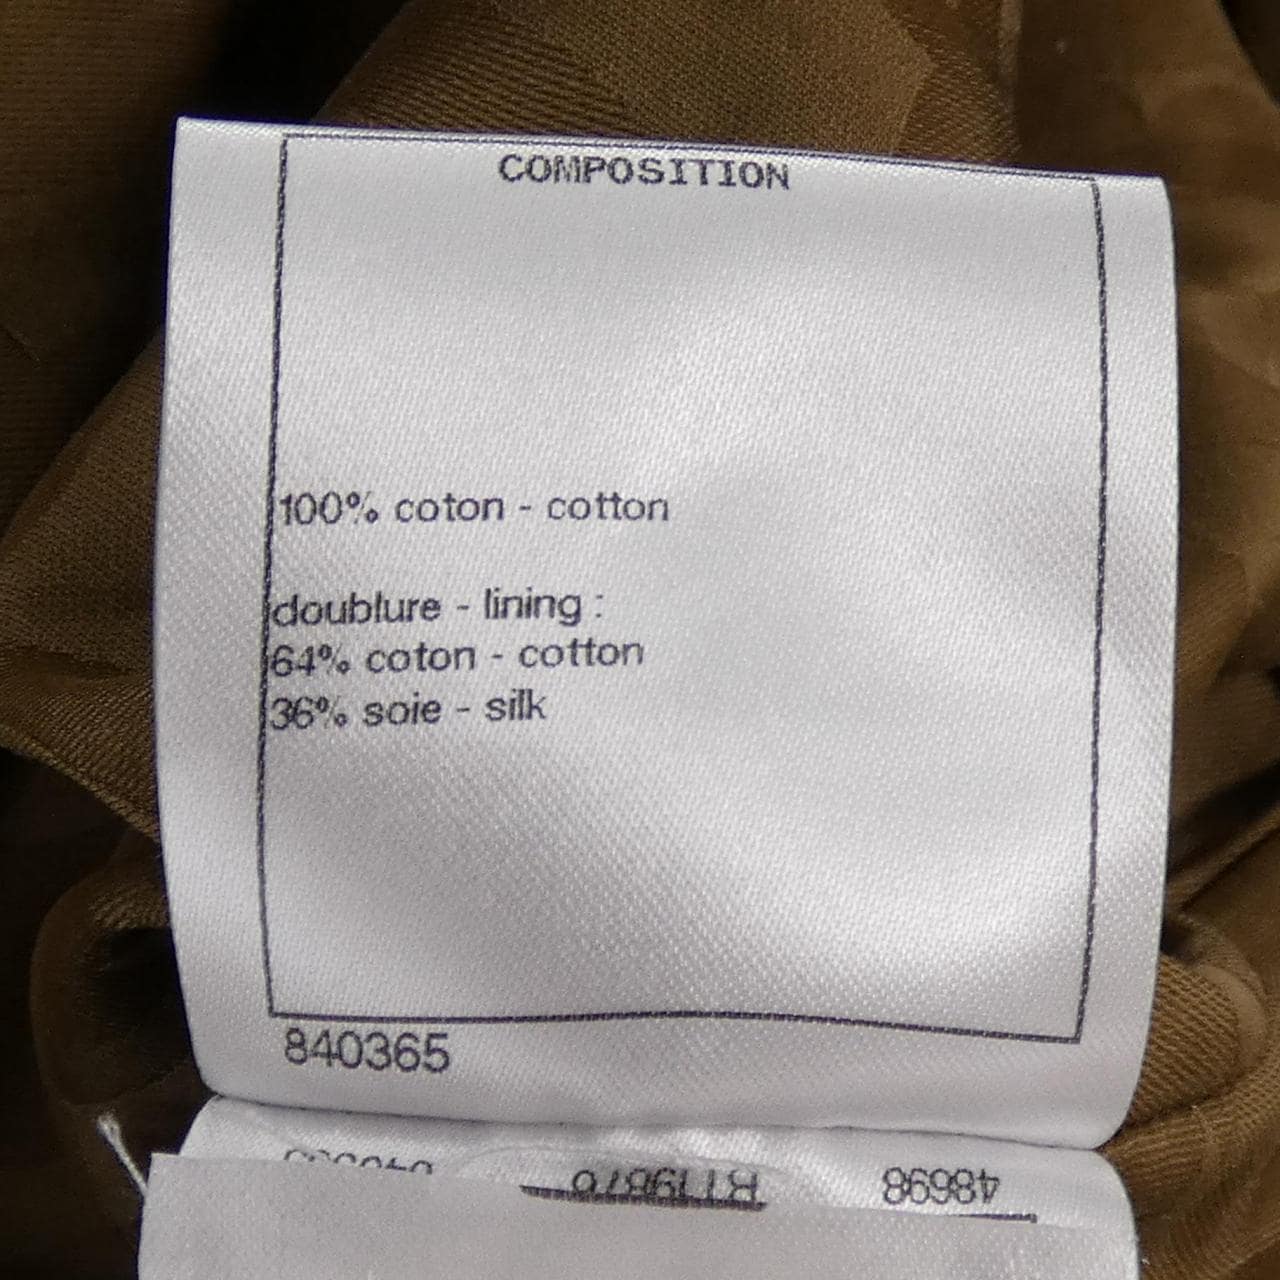 COMPOSITION
100% coton - cotton
doublure - lining :
64% coton - cotton
36% soie - silk
840365